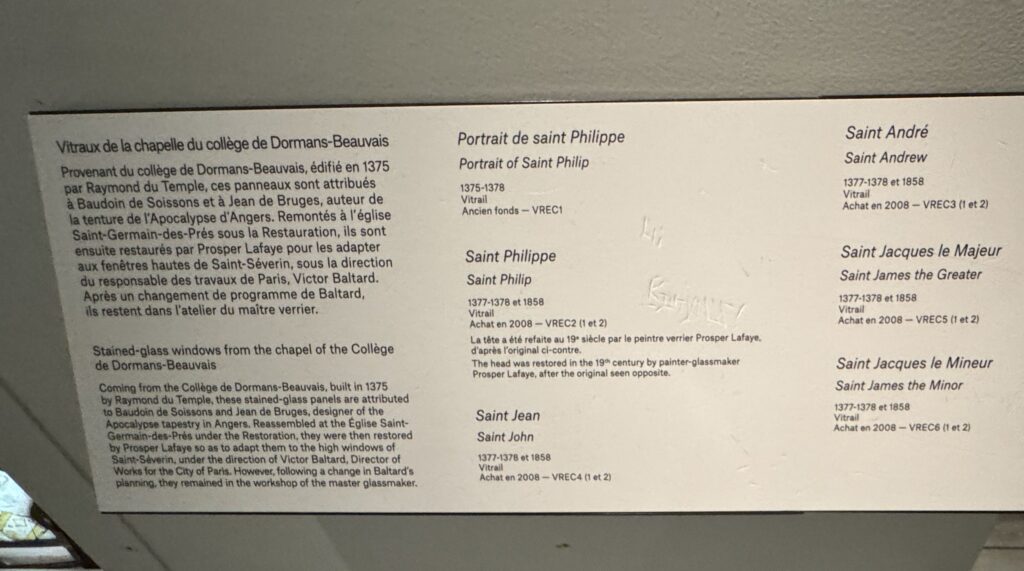 Vitraux de la chapelle du collège de Dormans-Beauvais
Provenant du collège de Dormans-Beauvais, édifié en 1375
par Raymond du Temple, ces panneaux sont attribués
à Baudoin de Soissons et à Jean de Bruges, auteur de
la tenture de l'Apocalypse d'Angers. Remontés à l'église
Saint-Germain-des-Prés sous la Restauration, ils sont
ensuite restaurés par Prosper Lafaye pour les adapter
aux fenêtres hautes de Saint-Séverin, sous la direction
du responsable des travaux de Paris, Victor Baltard.
Après un changement de programme de Baltard,
ils restent dans l'atelier du maître verrier.
Stained-glass windows from the chapel of the Collège
de Dormans-Beauvais
Coming from the Collège de Dormans-Beauvais, built in 1375
by Raymond du Temple, these stained-glass panels are attributed
to Baudoin de Soissons and Jean de Bruges, designer of the
Apocalypse tapestry in Angers. Reassembled at the Église Saint-
Germain-des-Prés under the Restoration, they were then restored
by Prosper Lafaye so as to adapt them to the high windows of
Saint-Séverin, under the direction of Victor Baltard, Director of
Works for the City of Paris. However, following a change in Baltard's
planning, they remained in the workshop of the master glassmaker.
Portrait de saint Philippe
Portrait of Saint Philip
1375-1378
Vitrail
Ancien fonds — VREC1
Saint Philippe
Saint Philip
1377-1378 et 1858
Vitrail
Achat en 2008 — VREC2 (1 et 2)
La tête a été refaite au 19e siècle par le peintre verrier Prosper Lafaye,
d'après l'original ci-contre.
The head was restored in the 19th century by painter-glassmaker
Prosper Lafaye, after the original seen opposite.
Saint Jean
Saint John
1377-1378 et 1858
Vitrail
Achat en 2008 — VREC4 (1 et 2)
Saint André
Saint Andrew
1377-1378 et 1858
Vitrail
Achat en 2008 — VREC3 (1 et 2)
Saint Jacques le Majeur
Saint James the Greater
1377-1378 et 1858
Vitrail
Achat en 2008 — VREC5 (1 et 2)
Saint Jacques le Mineur
Saint James the Minor
1377-1378 et 1858
Vitrail
Achat en 2008 — VREC6 (1 et 2)